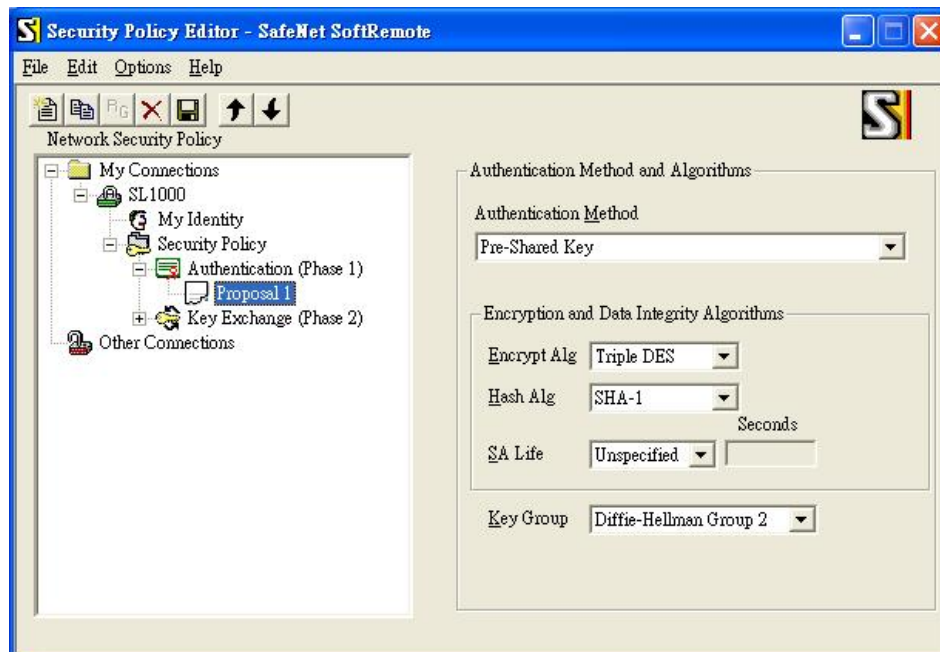 Security Policy Editor - SafeNet SoftRemote
File Edit Options Help
Network Security Policy
My Connections
SL1000
My Identity
Security Policy
Authentication (Phase 1)
Proposal 1
Key Exchange (Phase 2)
Other Connections
Authentication Method and Algorithms
Authentication Method
Pre-Shared Key
Encryption and Data Integrity Algorithms
Encrypt Alg Triple DES
Hash Alg SHA-1
Seconds
SA Life Unspecified
Key Group Diffie-Hellman Group 2